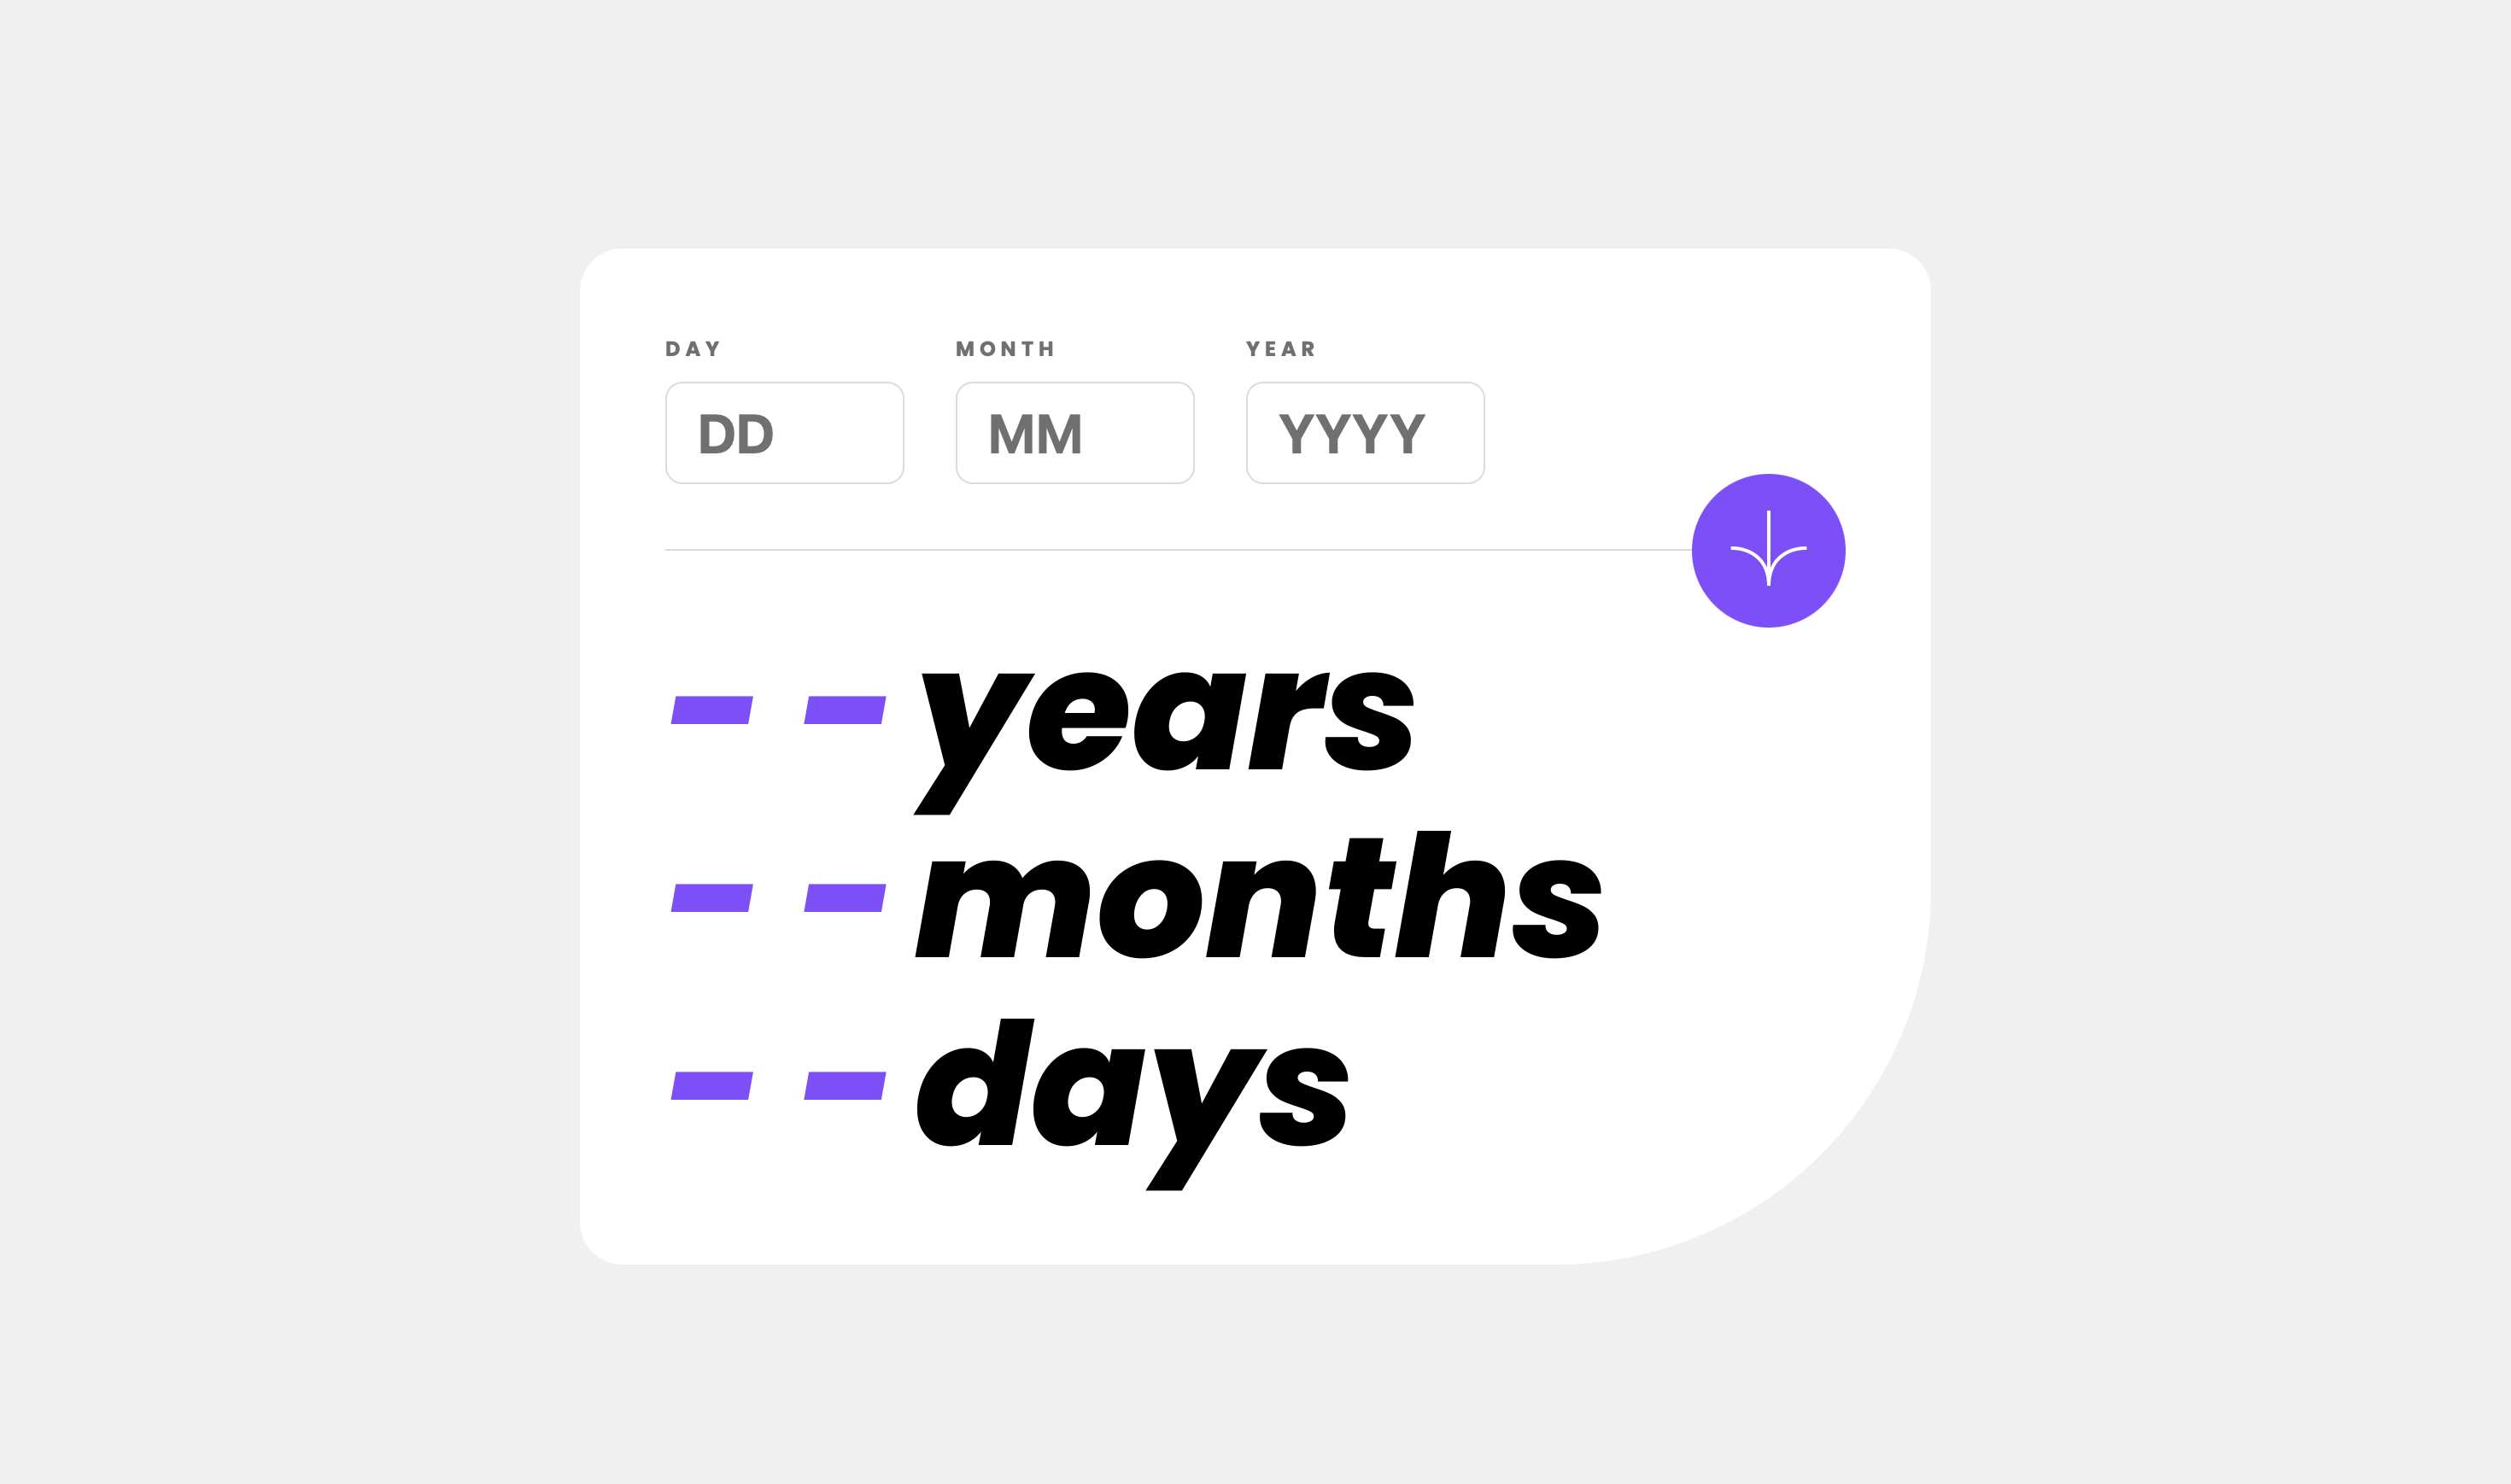 DAY MONTH YEAR
DD MM YYYY
-- years
-- months
-- days